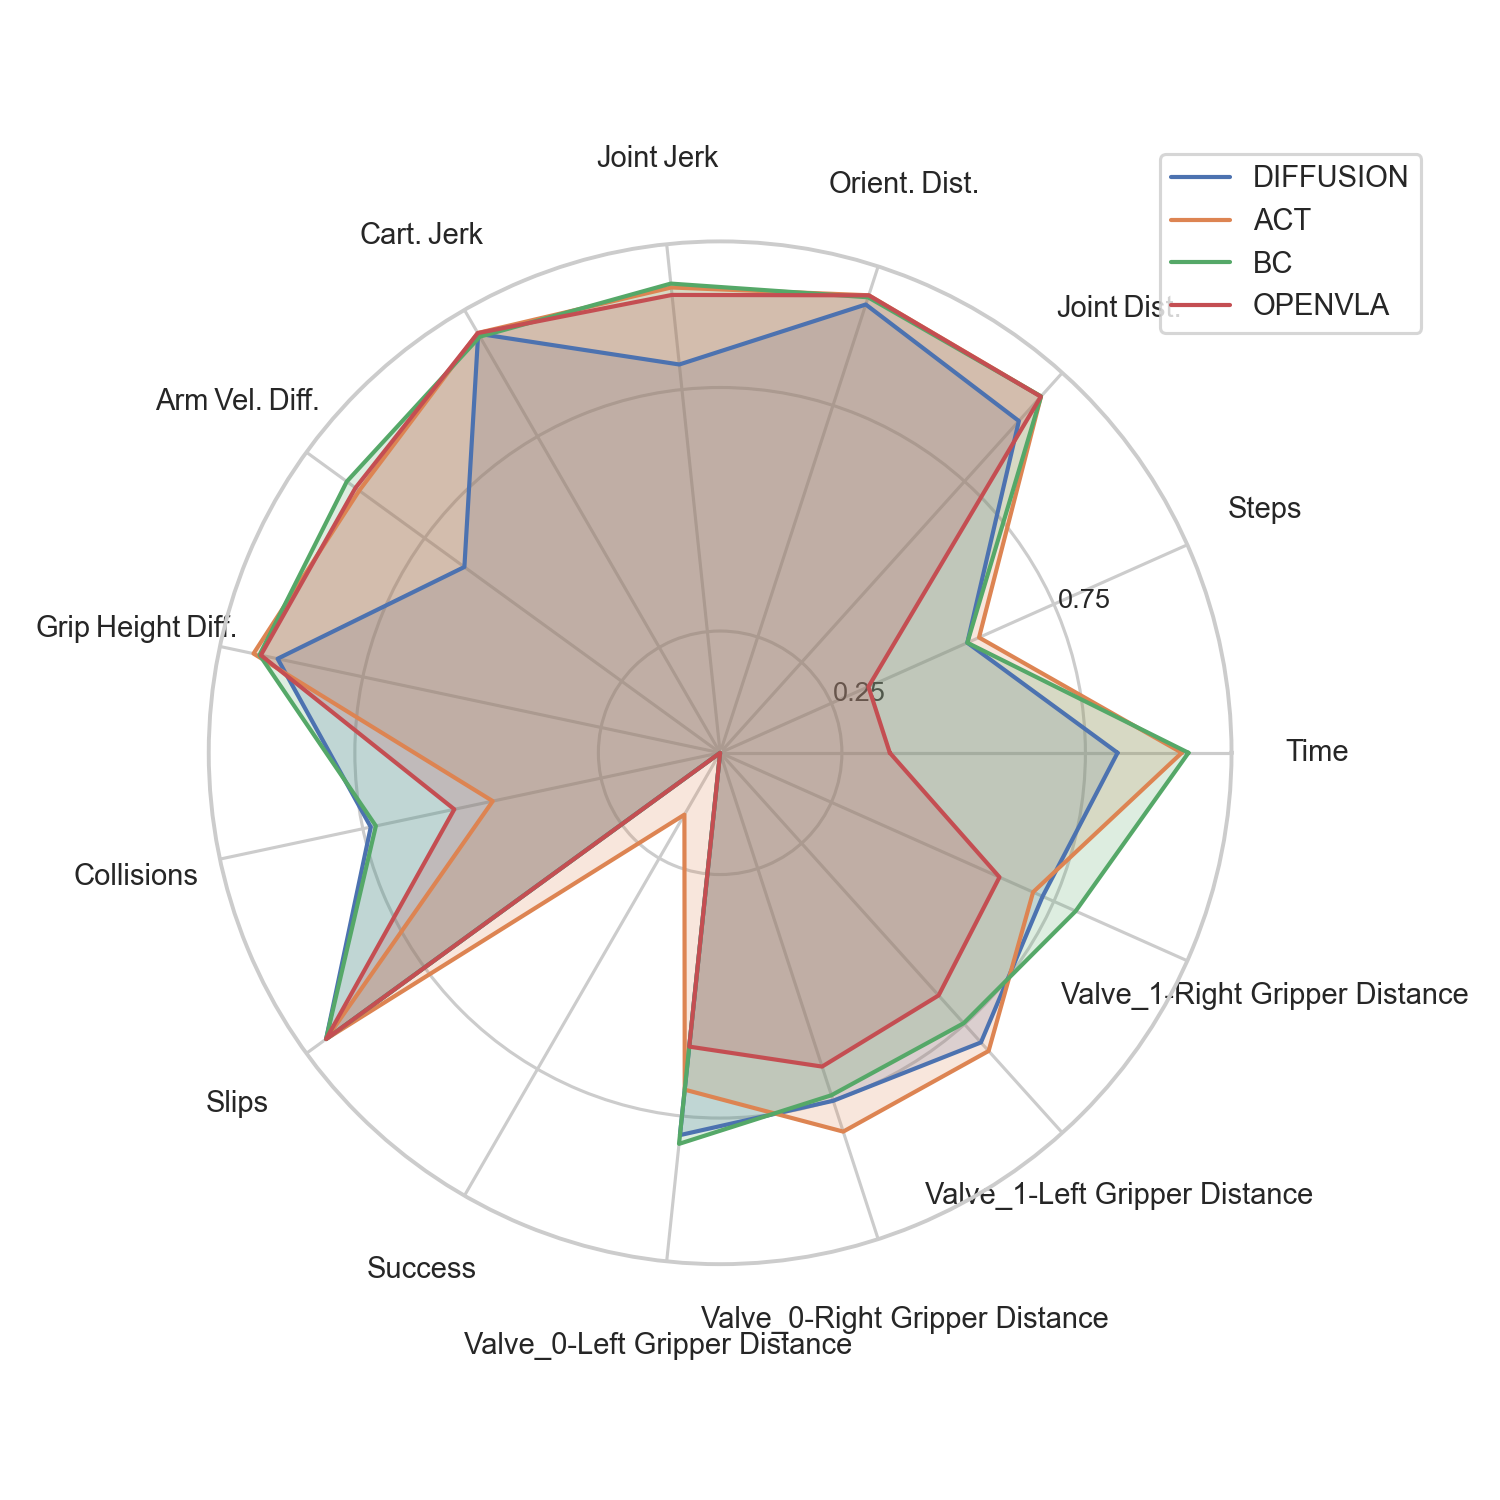 Joint Jerk
Orient. Dist.
DIFFUSION
ACT
BC
OPENVLA
Cart. Jerk
Joint Dist.
Arm Vel. Diff.
Steps
0.75
Grip Height Diff.
0.25
Time
Collisions
Valve_1-Right Gripper Distance
Slips
Valve_1-Left Gripper Distance
Success
Valve_0-Right Gripper Distance
Valve_0-Left Gripper Distance